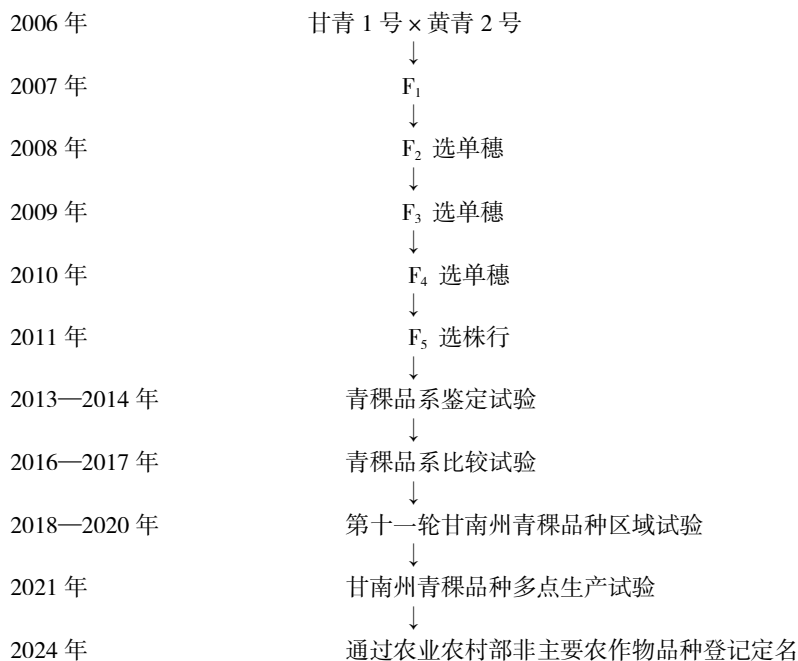 2006 年 甘青 1 号 × 黄青 2 号
↓
2007 年 F₁
↓
2008 年 F₂ 选单穗
↓
2009 年 F₃ 选单穗
↓
2010 年 F₄ 选单穗
↓
2011 年 F₅ 选株行
↓
2013—2014 年 青稞品系鉴定试验
↓
2016—2017 年 青稞品系比较试验
↓
2018—2020 年 第十一轮甘南州青稞品种区域试验
↓
2021 年 甘南州青稞品种多点生产试验
↓
2024 年 通过农业农村部非主要农作物品种登记定名